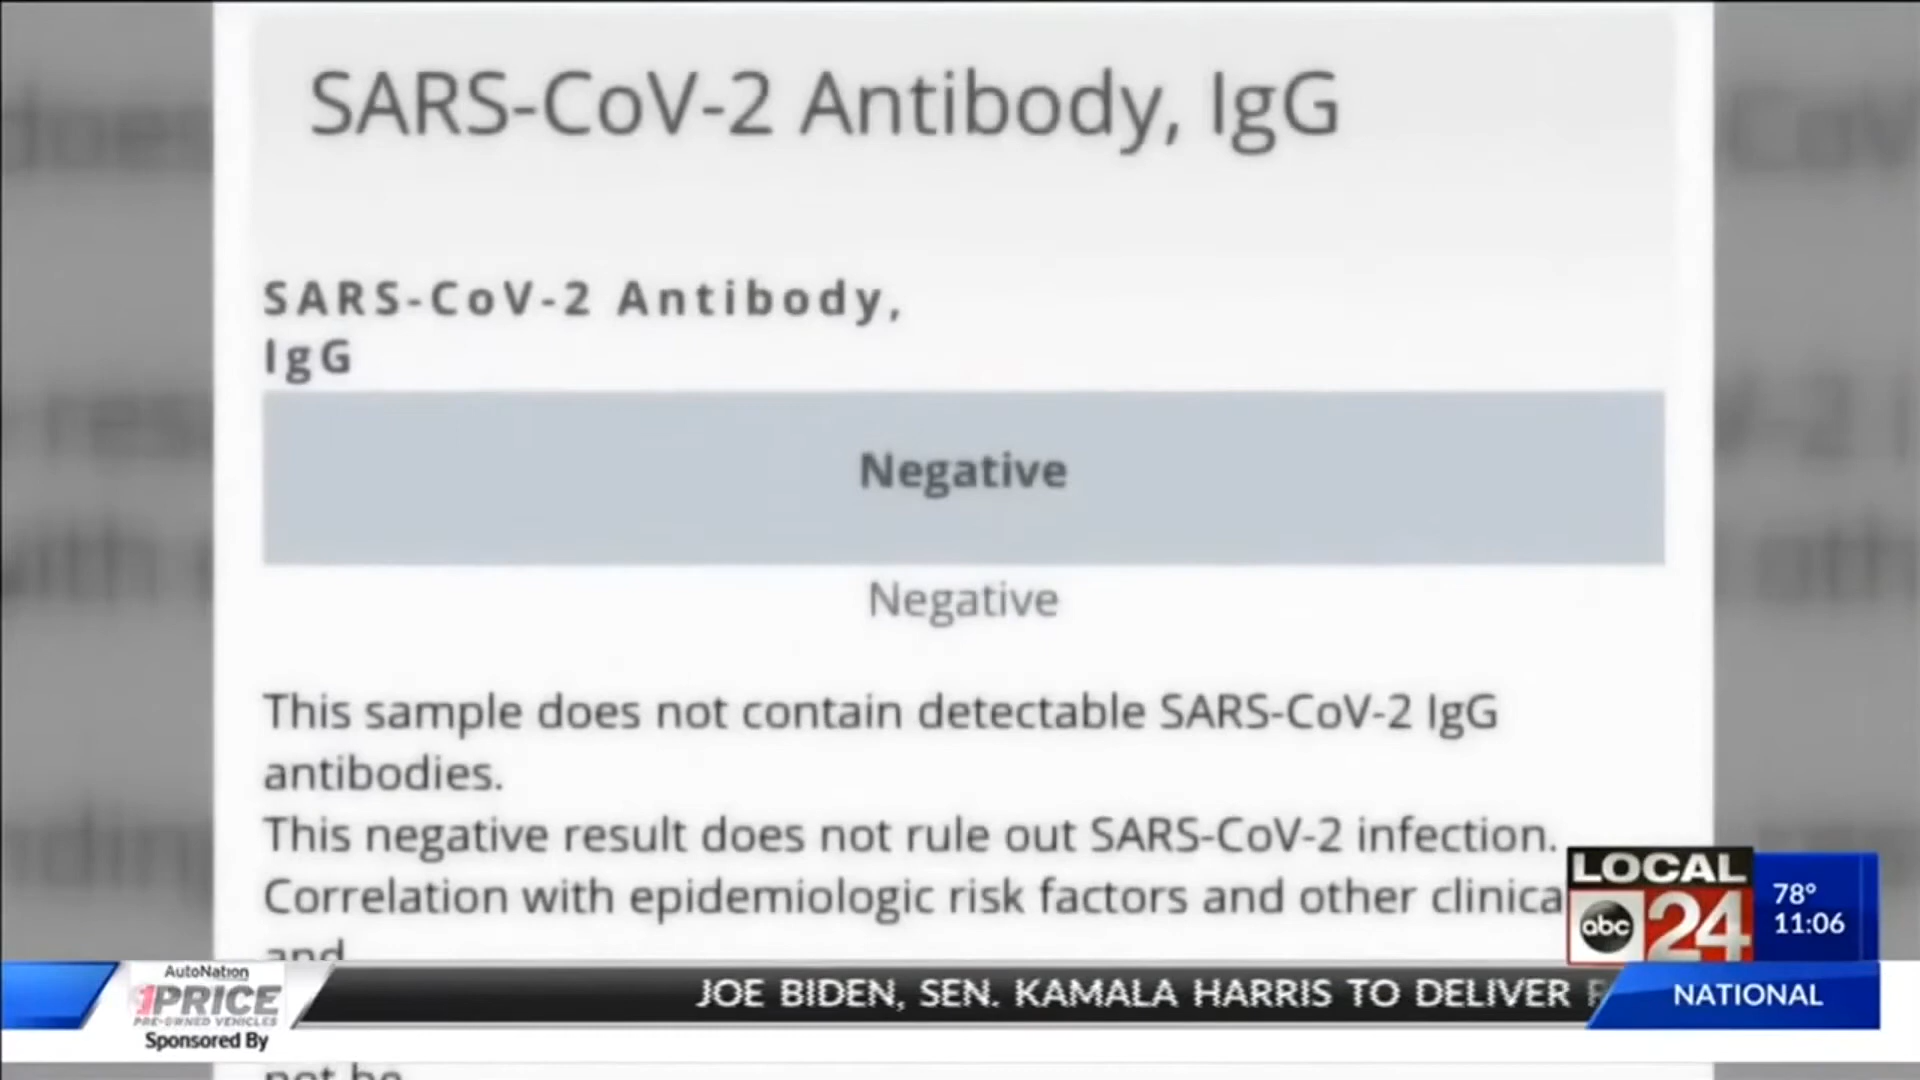 SARS-CoV-2 Antibody, IgG
SARS-CoV-2 Antibody,
IgG
Negative
Negative
This sample does not contain detectable SARS-CoV-2 IgG
antibodies.
This negative result does not rule out SARS-CoV-2 infection.
Correlation with epidemiologic risk factors and other clinica
and
not be
LOCAL
abc 24
78°
11:06
AutoNation
1PRICE
PRE-OWNED VEHICLES
Sponsored By
JOE BIDEN, SEN. KAMALA HARRIS TO DELIVER
NATIONAL